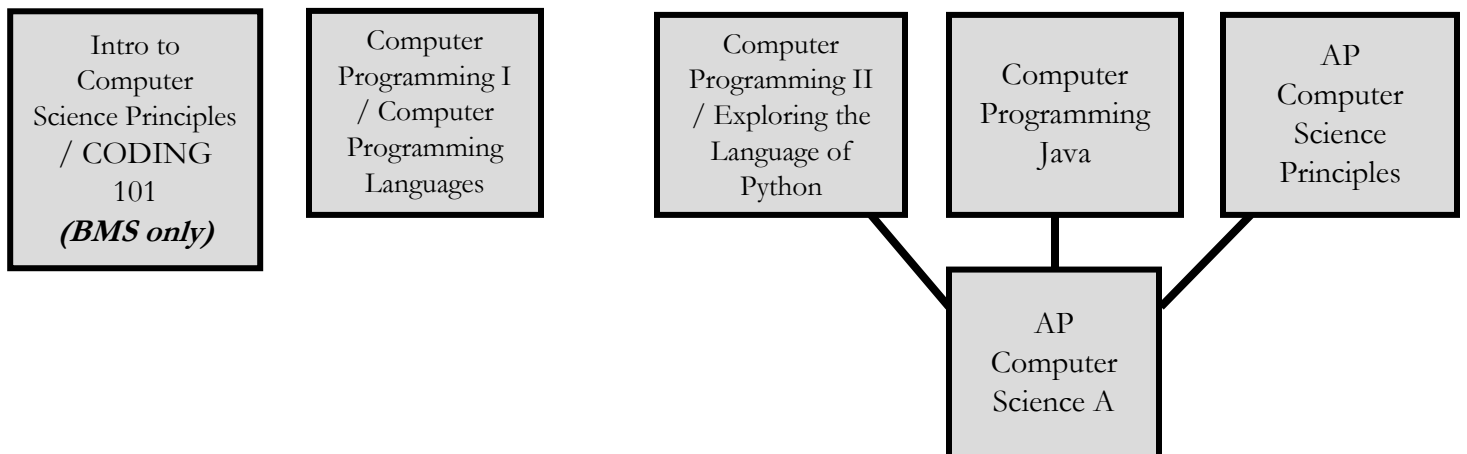 Intro to
Computer
Science Principles
/ CODING
101
(BMS only)
Computer
Programming I
/ Computer
Programming
Languages
Computer
Programming II
/ Exploring the
Language of
Python
Computer
Programming
Java
AP
Computer
Science
Principles
AP
Computer
Science A